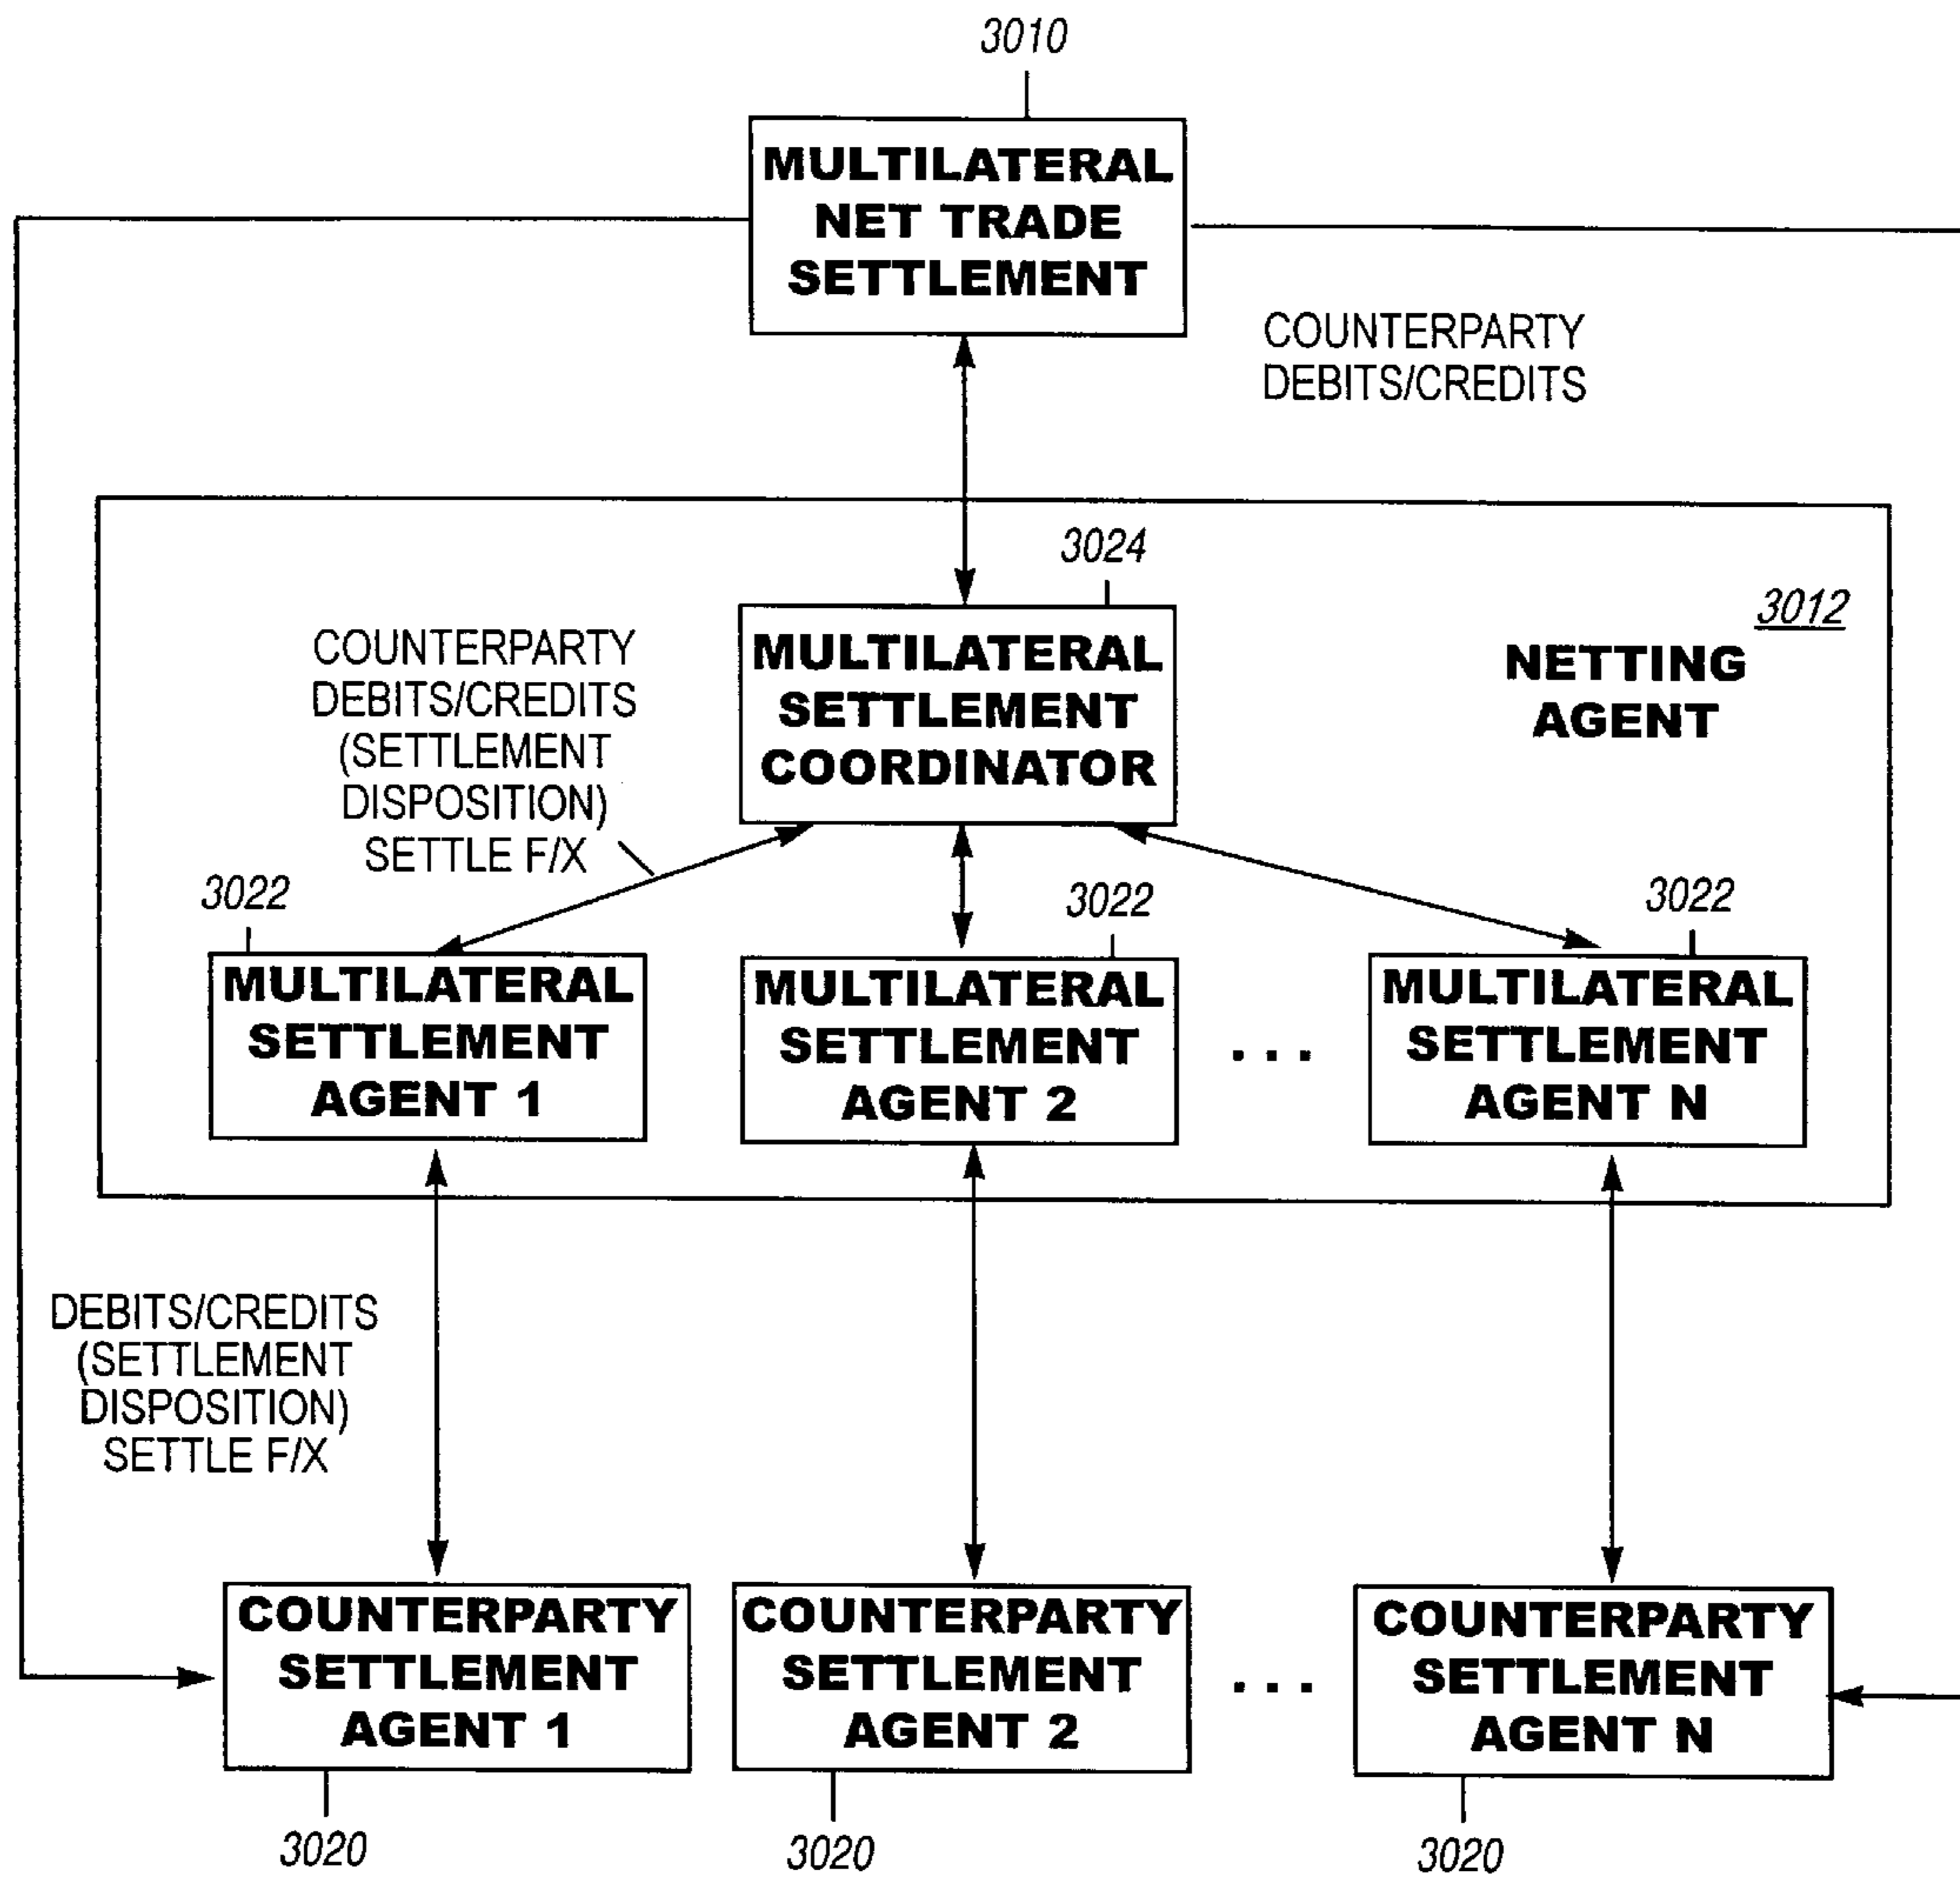 3010
MULTILATERAL
NET TRADE
SETTLEMENT
COUNTERPARTY
DEBITS/CREDITS
3024
3012
NETTING
AGENT
COUNTERPARTY
DEBITS/CREDITS
(SETTLEMENT
DISPOSITION)
SETTLE F/X
MULTILATERAL
SETTLEMENT
COORDINATOR
3022
3022
3022
MULTILATERAL
SETTLEMENT
AGENT 1
MULTILATERAL
SETTLEMENT
AGENT 2
...
MULTILATERAL
SETTLEMENT
AGENT N
DEBITS/CREDITS
(SETTLEMENT
DISPOSITION)
SETTLE F/X
COUNTERPARTY
SETTLEMENT
AGENT 1
COUNTERPARTY
SETTLEMENT
AGENT 2
...
COUNTERPARTY
SETTLEMENT
AGENT N
3020
3020
3020